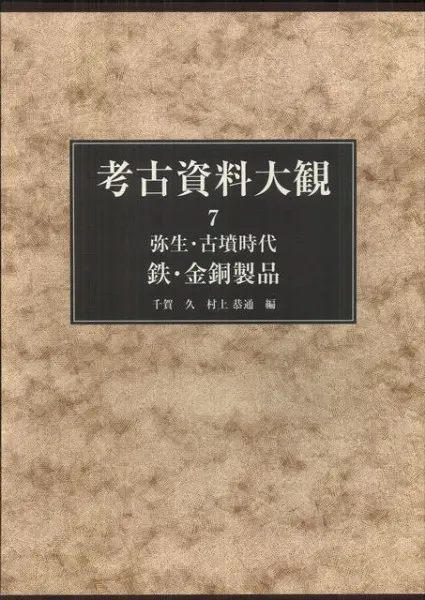 考古資料大観
7
弥生・古墳時代
鉄・金銅製品
千賀 久 村上 恭通 編